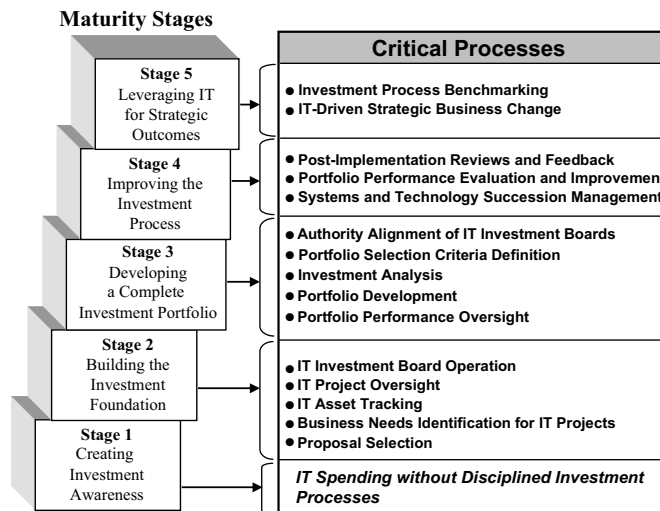 Maturity Stages
Stage 5
Leveraging IT
for Strategic
Outcomes
Stage 4
Improving the
Investment
Process
Stage 3
Developing
a Complete
Investment Portfolio
Stage 2
Building the
Investment
Foundation
Stage 1
Creating
Investment
Awareness
Critical Processes
● Investment Process Benchmarking
● IT-Driven Strategic Business Change
● Post-Implementation Reviews and Feedback
● Portfolio Performance Evaluation and Improvemen
● Systems and Technology Succession Management
● Authority Alignment of IT Investment Boards
● Portfolio Selection Criteria Definition
● Investment Analysis
● Portfolio Development
● Portfolio Performance Oversight
● IT Investment Board Operation
● IT Project Oversight
● IT Asset Tracking
● Business Needs Identification for IT Projects
● Proposal Selection
IT Spending without Disciplined Investment
Processes